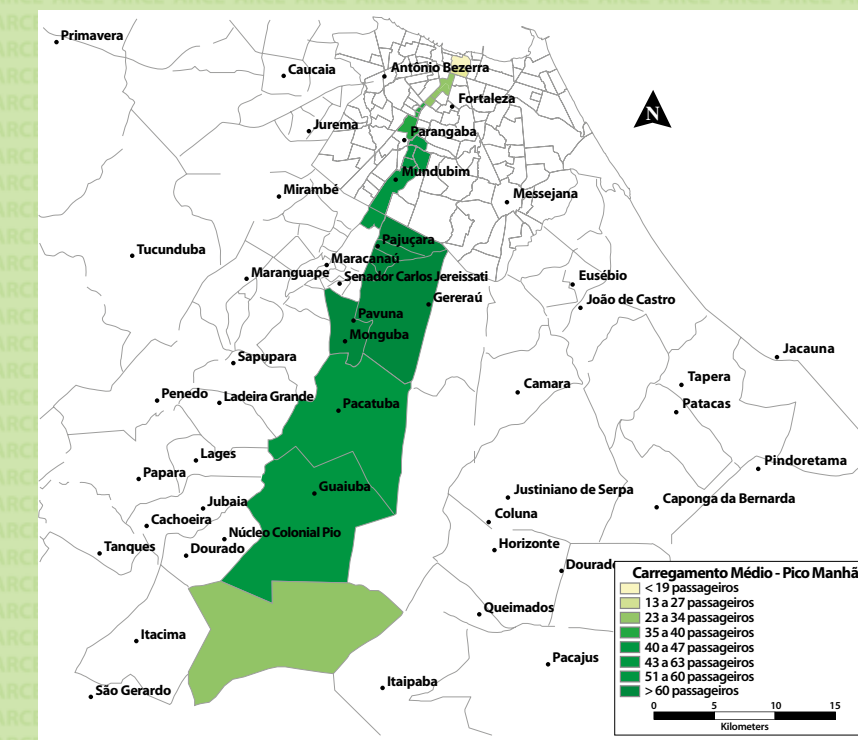 Primavera
Caucaia
Antônio Bezerra
Fortaleza
N
Jurema
Parangaba
Mundubim
Mirambé
Messejana
Pajuçara
Tucunduba
Maracanaú
Maranguape
Senador Carlos Jereissati
Eusébio
Gereraú
João de Castro
Pavuna
Monguba
Jacauna
Sapupara
Tapera
Camara
Penedo
Ladeira Grande
Pacatuba
Patacas
Lages
Pindoretama
Papara
Guaiuba
Justiniano de Serpa
Caponga da Bernarda
Jubaia
Coluna
Cachoeira
Núcleo Colonial Pio
Tanques
Dourado
Horizonte
Dourado
Queimados
Itacima
Pacajus
Itaipaba
São Gerardo
Carregamento Médio - Pico Manhã
< 19 passageiros
13 a 27 passageiros
23 a 34 passageiros
35 a 40 passageiros
40 a 47 passageiros
43 a 63 passageiros
51 a 60 passageiros
> 60 passageiros
0 5 10 15
Kilometers